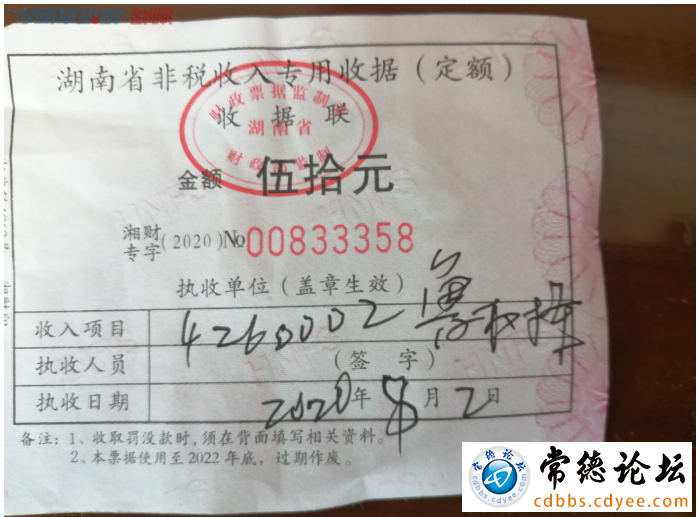 湖南省非税收入专用收据（定额）
财政票据监制
湖南省
收据联
财政部监制
金额 伍拾元
湘财专字(2020)No 00833358
执收单位（盖章生效）
收入项目 4260002
执收人员 （签字）
执收日期 2020年8月2日
备注：1、收取罚没款时,须在背面填写相关资料。
2、本票据使用至2022年底，过期作废。
常德论坛
cdbbs.cdyee.com